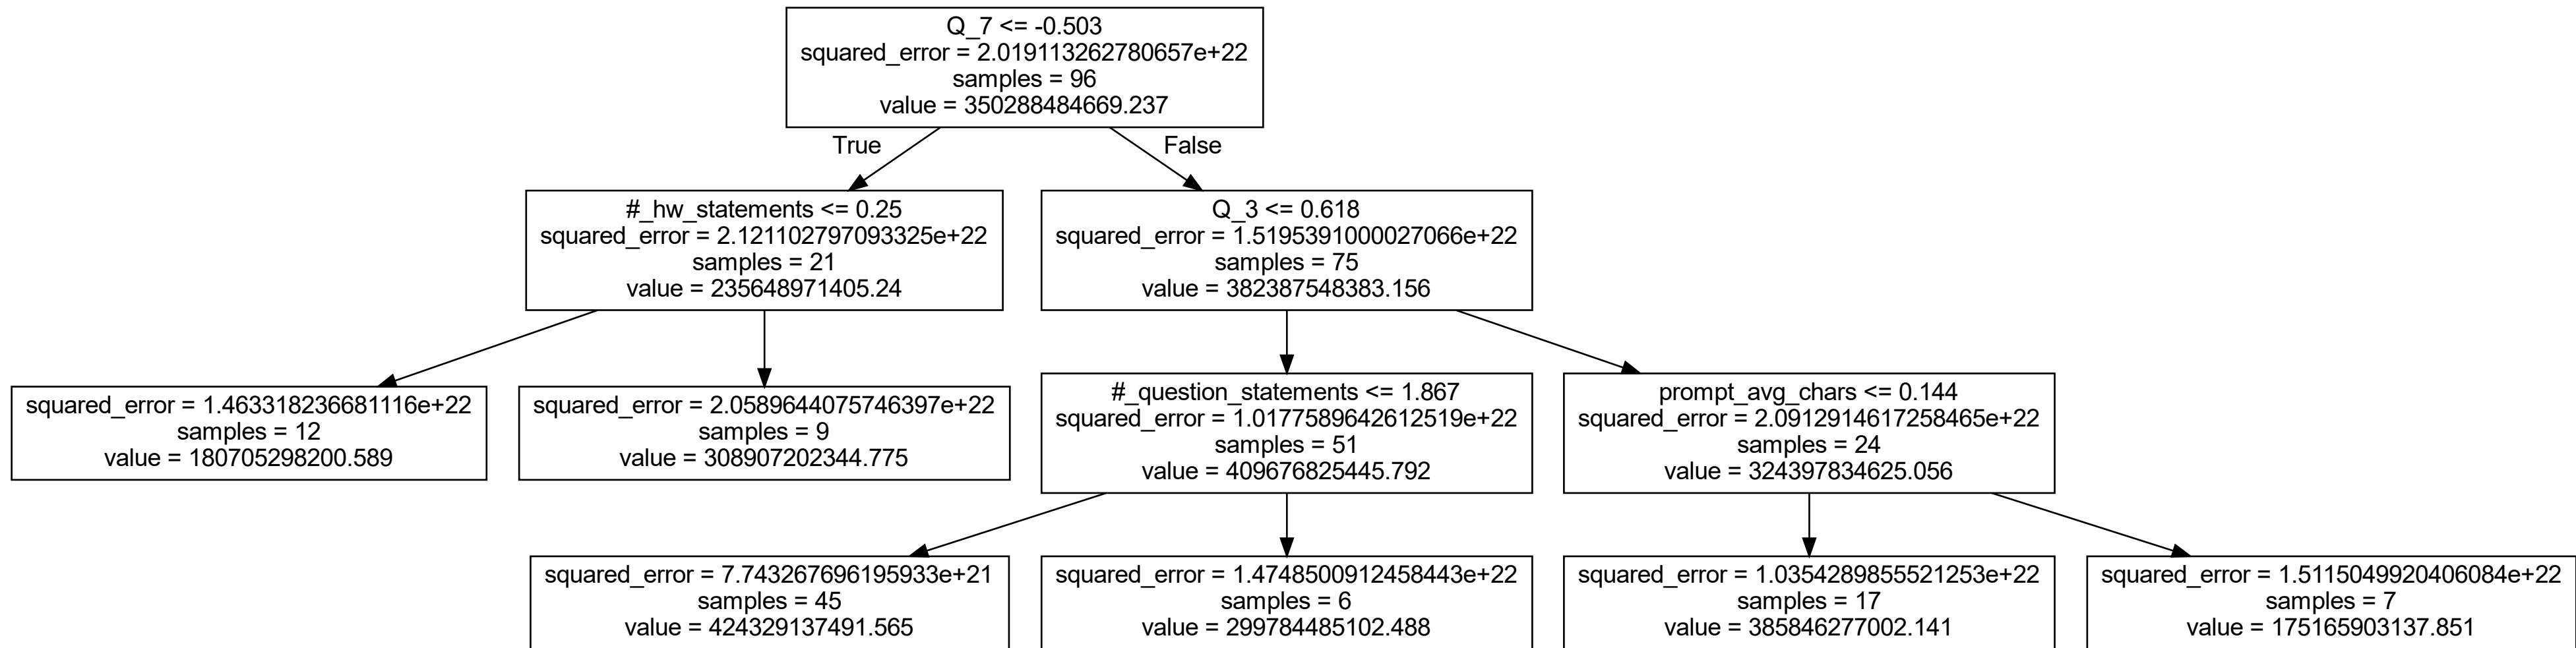 Q_7 <= -0.503
squared_error = 2.019113262780657e+22
samples = 96
value = 350288484669.237
True
False
#_hw_statements <= 0.25
squared_error = 2.121102797093325e+22
samples = 21
value = 235648971405.24
Q_3 <= 0.618
squared_error = 1.5195391000027066e+22
samples = 75
value = 382387548383.156
squared_error = 1.463318236681116e+22
samples = 12
value = 180705298200.589
squared_error = 2.0589644075746397e+22
samples = 9
value = 308907202344.775
#_question_statements <= 1.867
squared_error = 1.0177589642612519e+22
samples = 51
value = 409676825445.792
prompt_avg_chars <= 0.144
squared_error = 2.0912914617258465e+22
samples = 24
value = 324397834625.056
squared_error = 7.743267696195933e+21
samples = 45
value = 424329137491.565
squared_error = 1.4748500912458443e+22
samples = 6
value = 299784485102.488
squared_error = 1.0354289855521253e+22
samples = 17
value = 385846277002.141
squared_error = 1.5115049920406084e+22
samples = 7
value = 175165903137.851